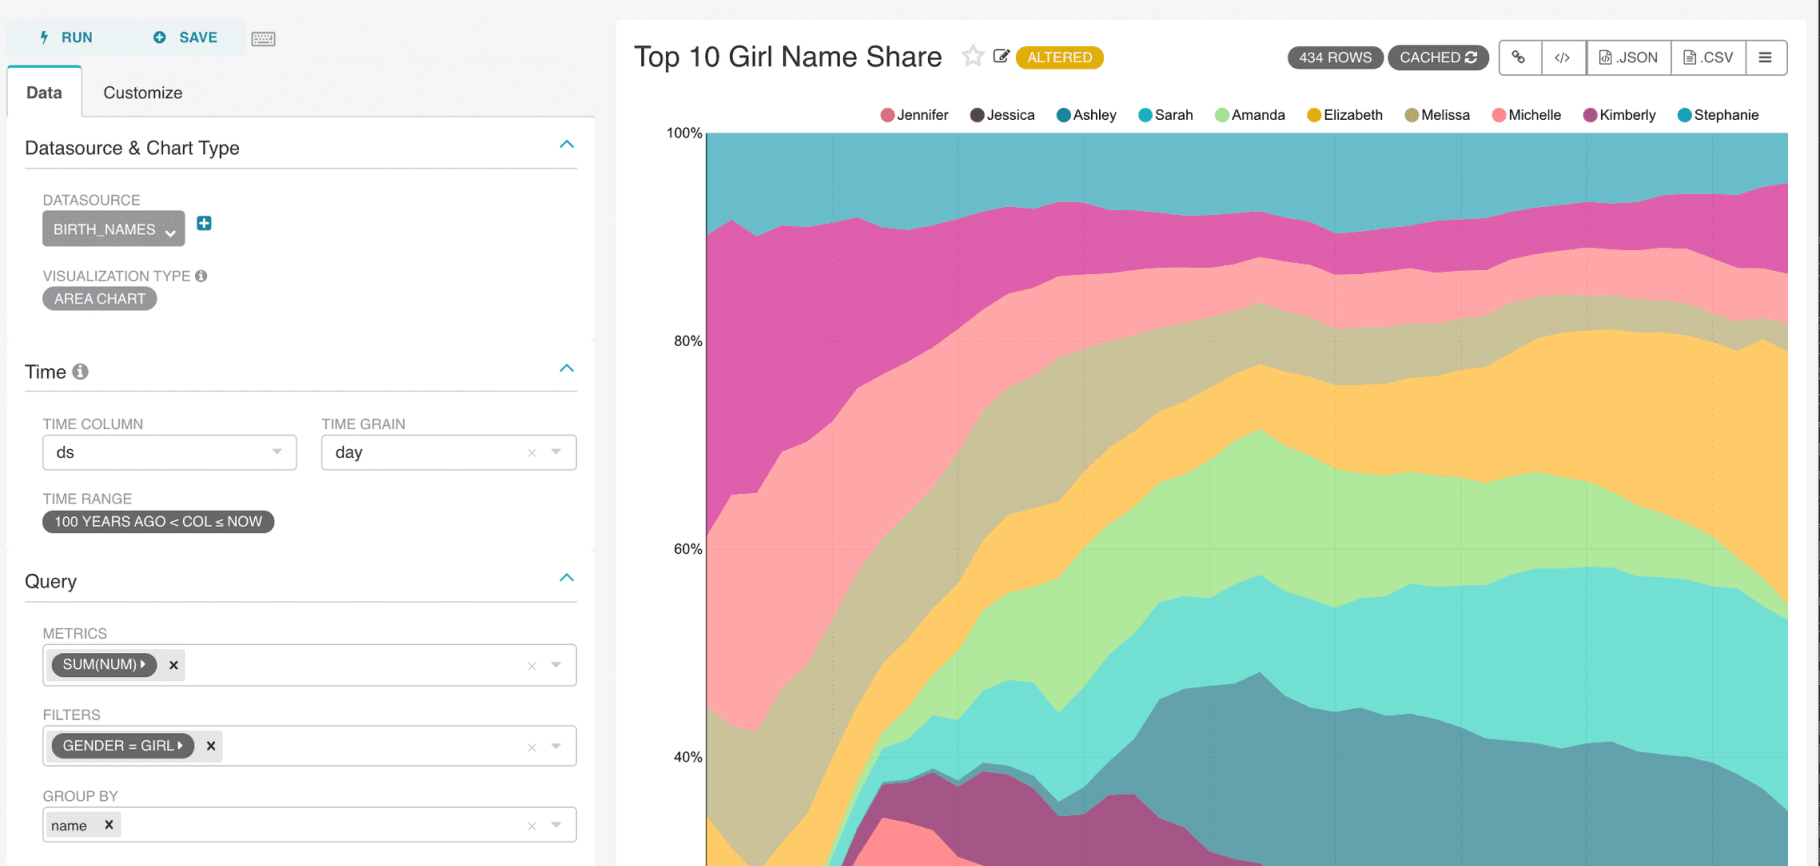 RUN SAVE
Data Customize
Datasource & Chart Type
DATASOURCE
BIRTH_NAMES
VISUALIZATION TYPE
AREA CHART
Time
TIME COLUMN TIME GRAIN
ds day
TIME RANGE
100 YEARS AGO < COL ≤ NOW
Query
METRICS
SUM(NUM)
FILTERS
GENDER = GIRL
GROUP BY
name
Top 10 Girl Name Share ALTERED 434 ROWS CACHED .JSON .CSV
Jennifer Jessica Ashley Sarah Amanda Elizabeth Melissa Michelle Kimberly Stephanie
100%
80%
60%
40%